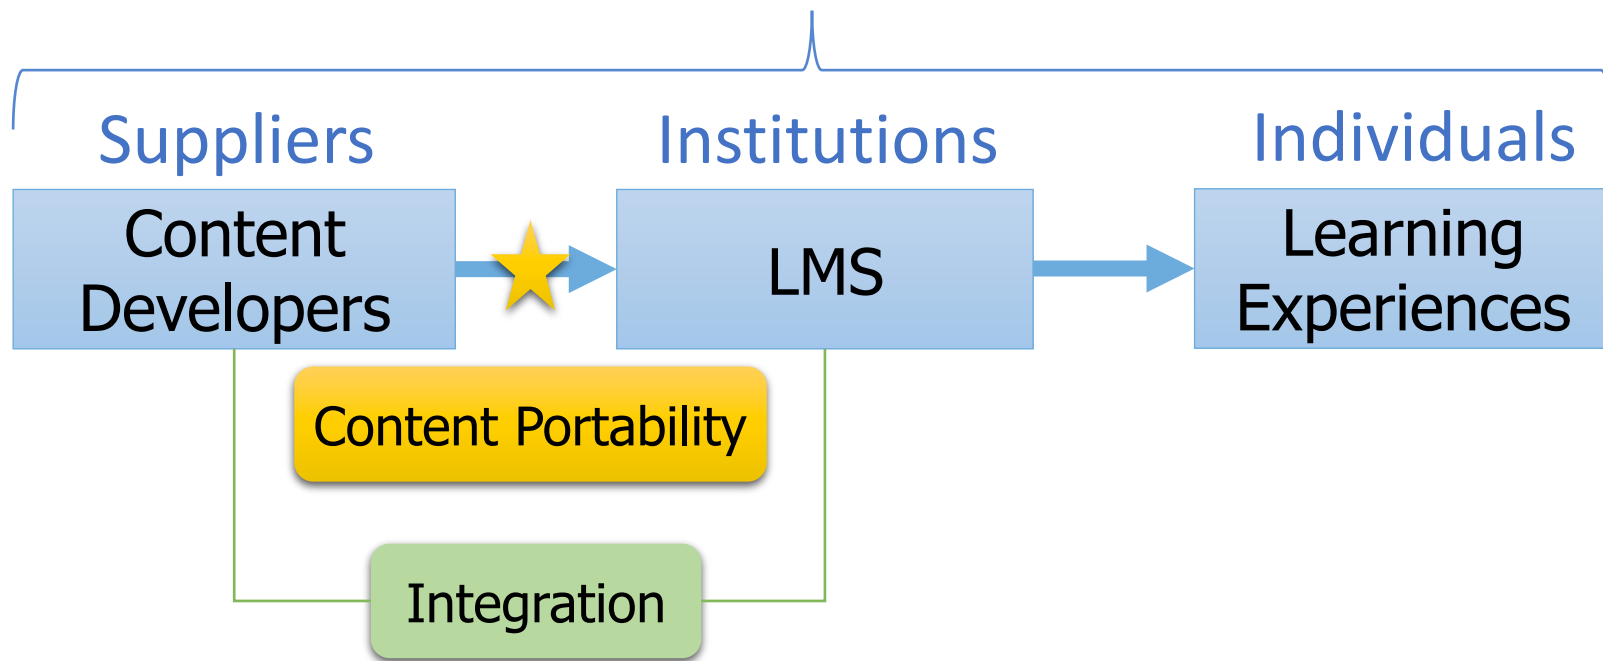 Suppliers
Institutions
Individuals
Content
Developers
LMS
Learning
Experiences
Content Portability
Integration